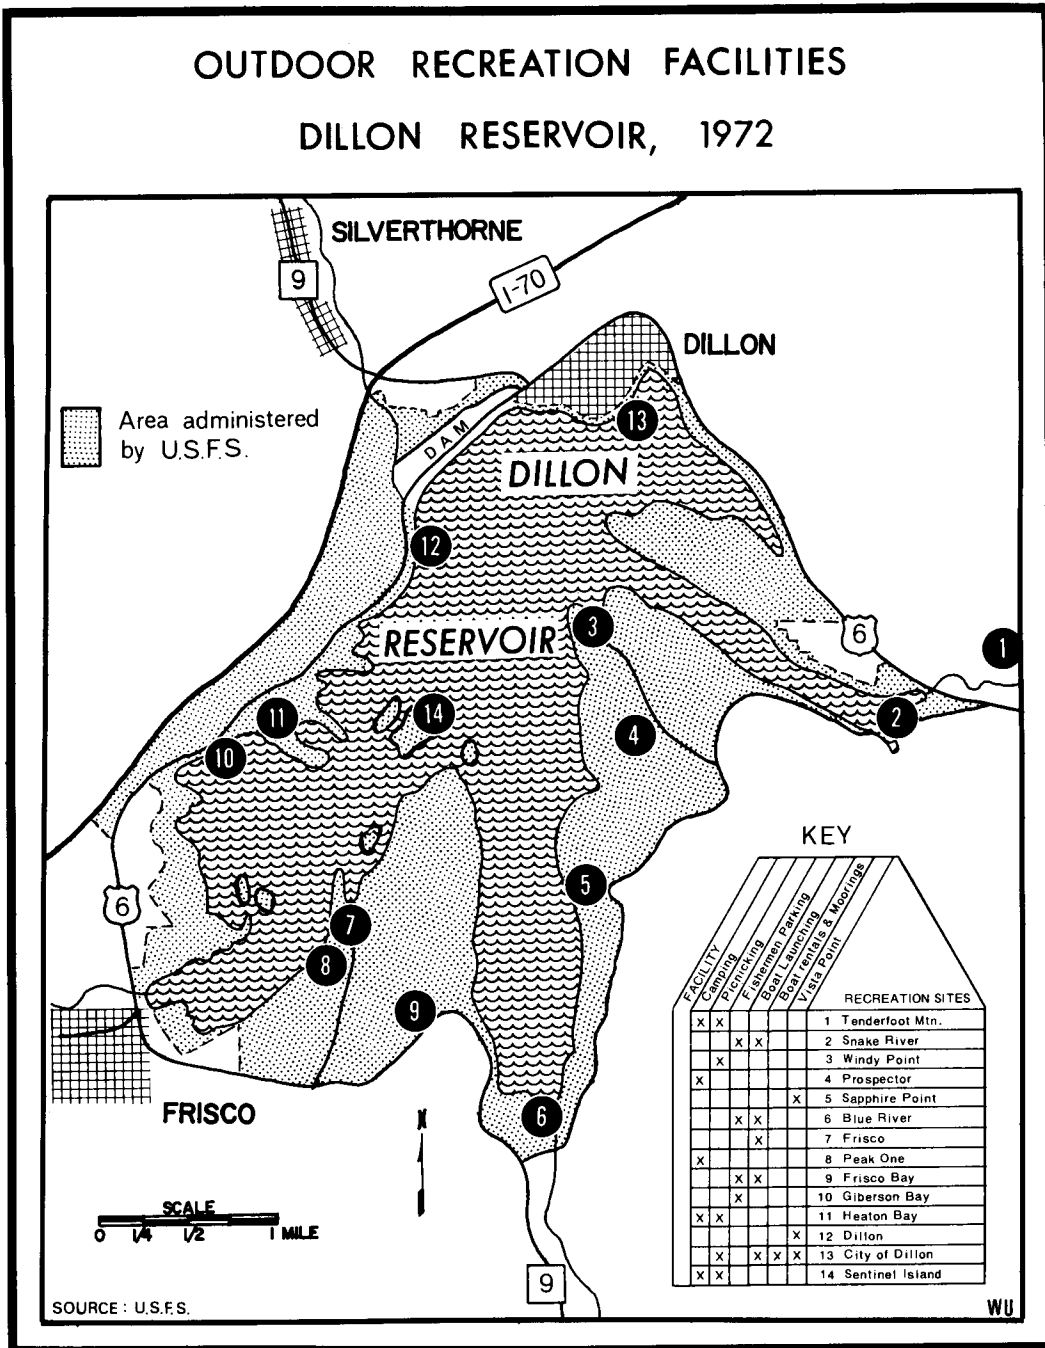 OUTDOOR RECREATION FACILITIES
DILLON RESERVOIR, 1972
SILVERTHORNE
9
I-70
DILLON
Area administered
by U.S.F.S.
DAM
13
DILLON
12
6
3
RESERVOIR
1
11
14
2
4
10
KEY
5
6
7
8
9
FACILITY
Camping
Picnicking
Fishermen Parking
Boat Launching
Boat rentals & Moorings
Vista Point
RECREATION SITES
X X 1 Tenderfoot Mtn.
X X 2 Snake River
X 3 Windy Point
X 4 Prospector
X 5 Sapphire Point
X X 6 Blue River
X 7 Frisco
X 8 Peak One
X X 9 Frisco Bay
X 10 Giberson Bay
X X 11 Heaton Bay
X 12 Dillon
X X X X 13 City of Dillon
X X 14 Sentinel Island
FRISCO
6
SCALE
0 1/4 1/2 1 MILE
9
SOURCE: U.S.F.S.
WU